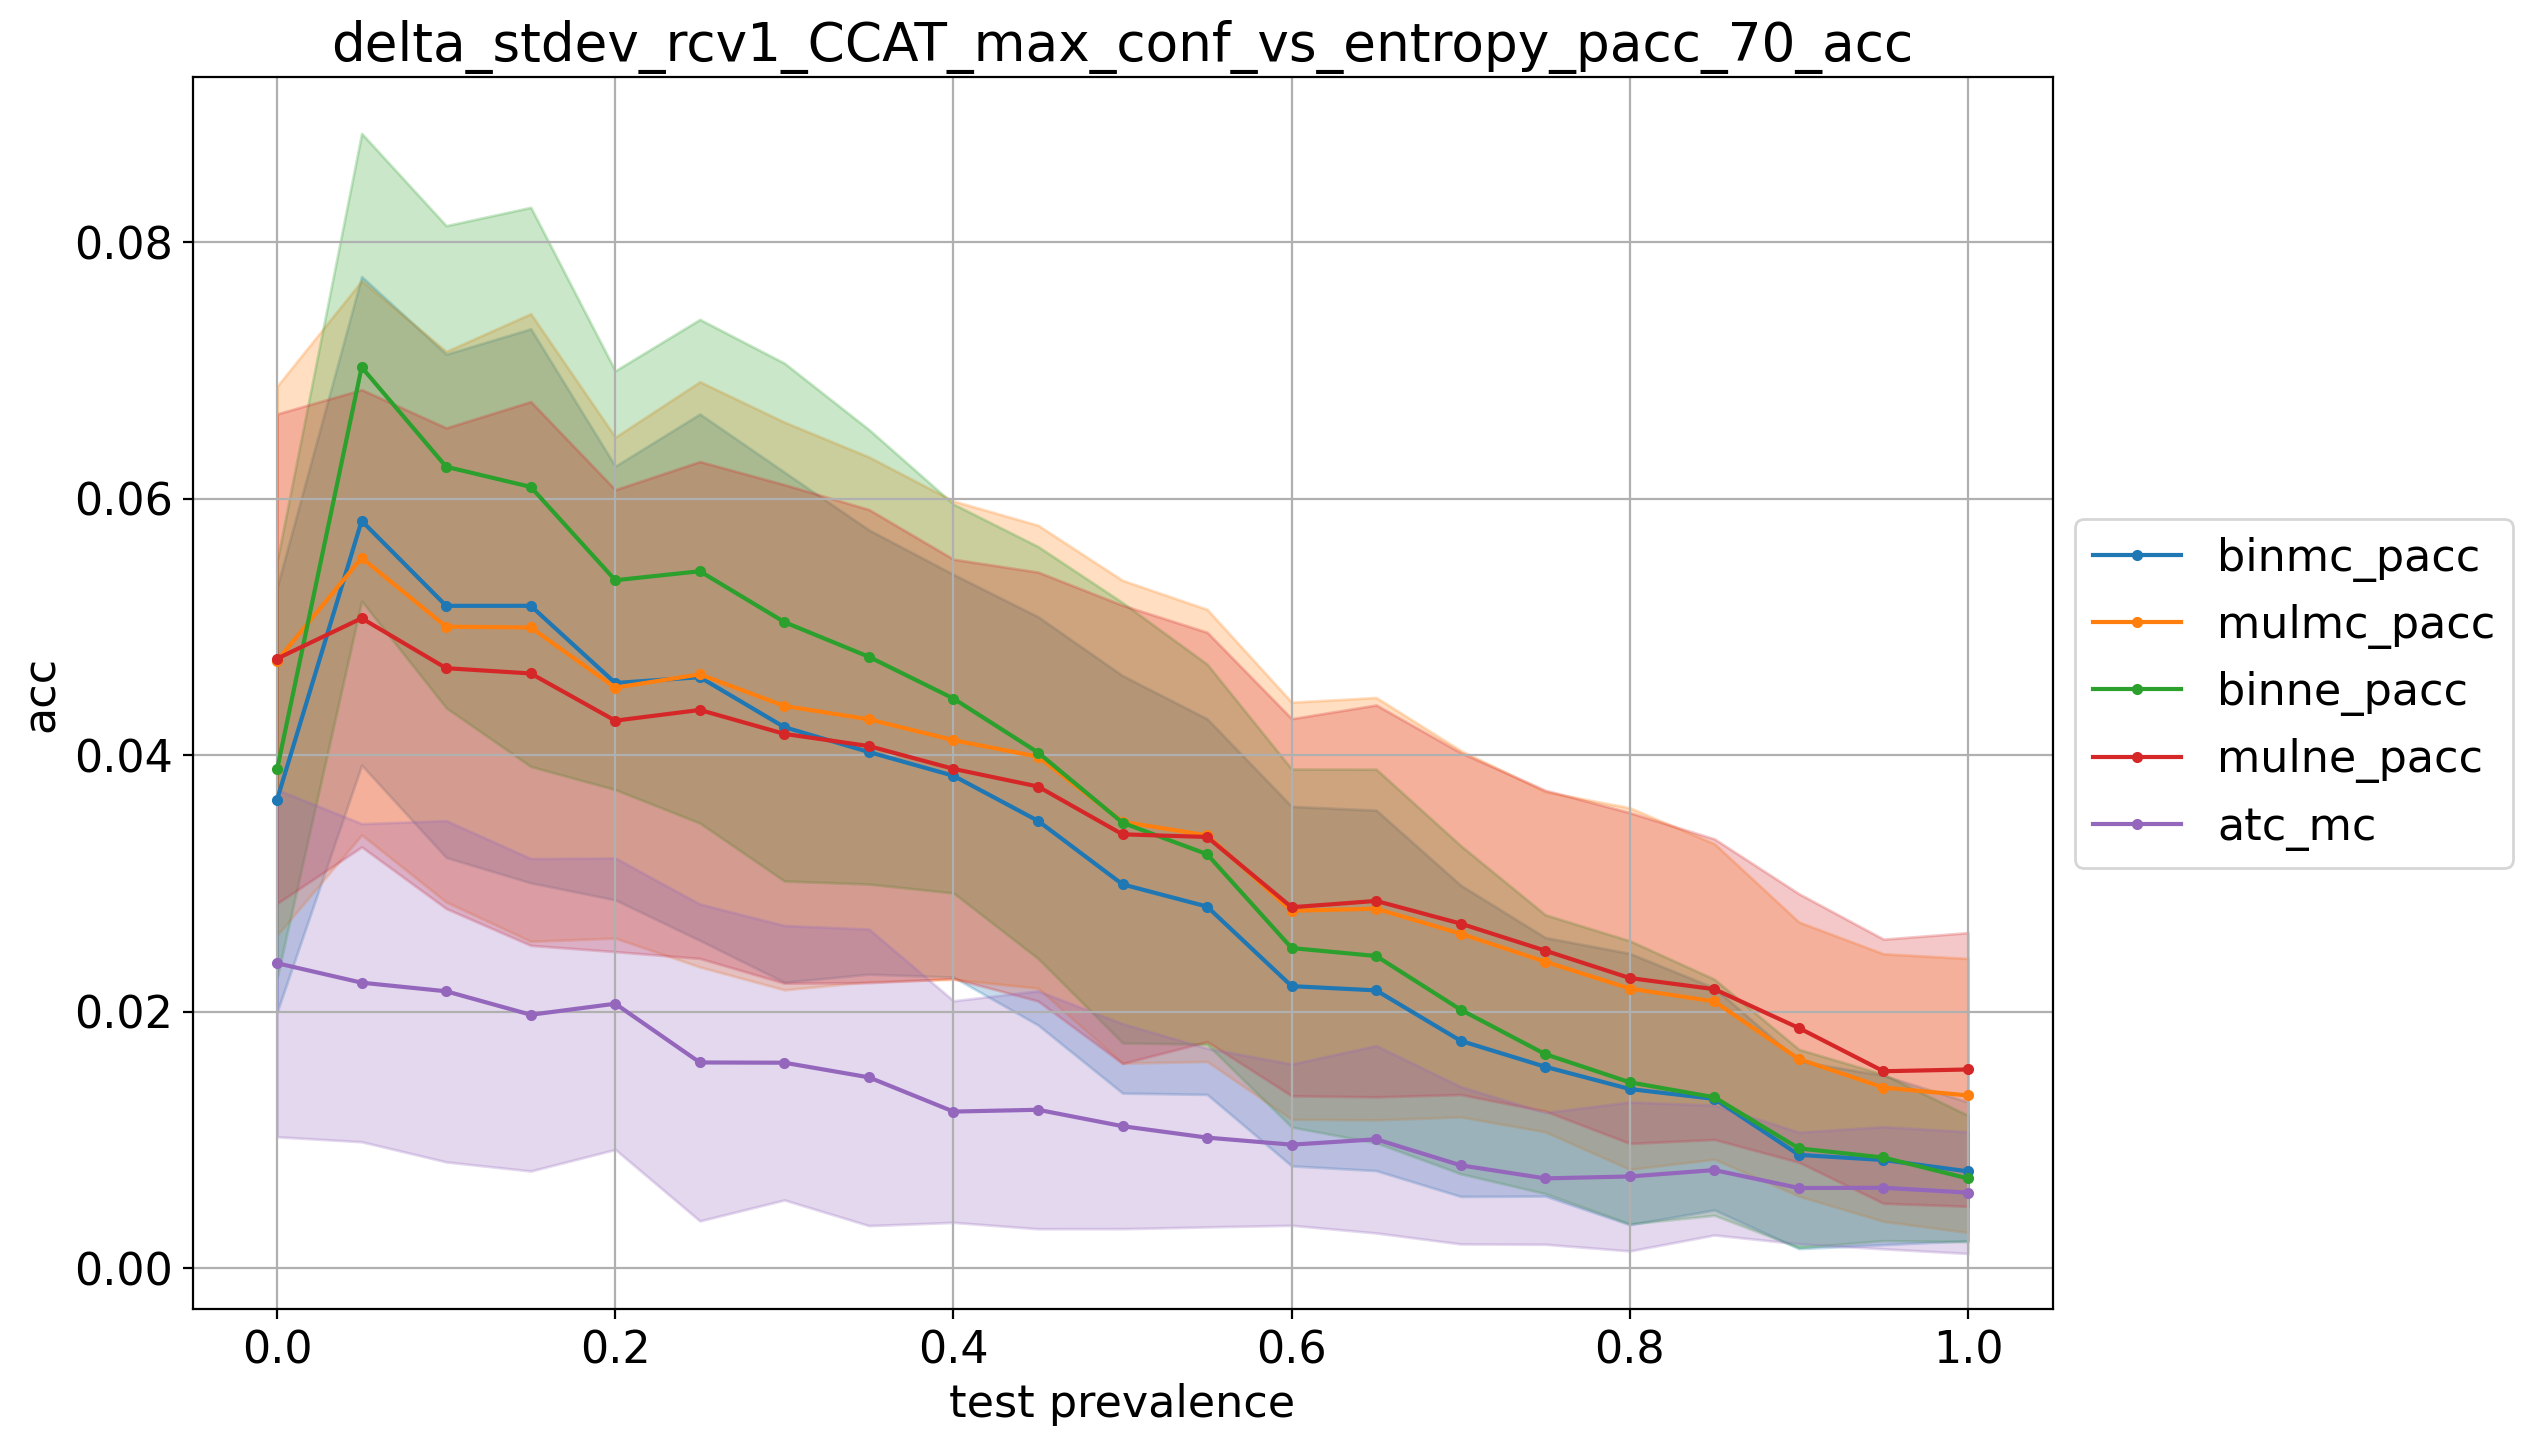 delta_stdev_rcv1_CCAT_max_conf_vs_entropy_pacc_70_acc
acc
0.08
0.06
0.04
0.02
0.00
0.0 0.2 0.4 0.6 0.8 1.0
test prevalence
binmc_pacc
mulmc_pacc
binne_pacc
mulne_pacc
atc_mc